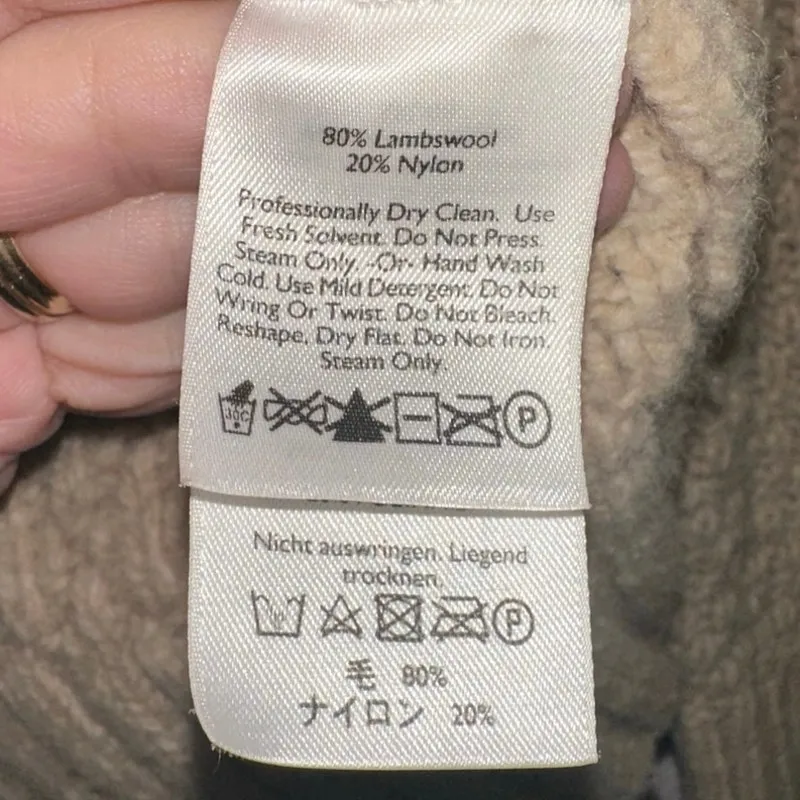 80% Lambswool
20% Nylon
Professionally Dry Clean. Use
Fresh Solvent. Do Not Press.
Steam Only. -Or- Hand Wash
Cold. Use Mild Detergent. Do Not
Wring Or Twist. Do Not Bleach.
Reshape. Dry Flat. Do Not Iron.
Steam Only.
30C
P
Nicht auswringen. Liegend
trocknen.
P
毛 80%
ナイロン 20%